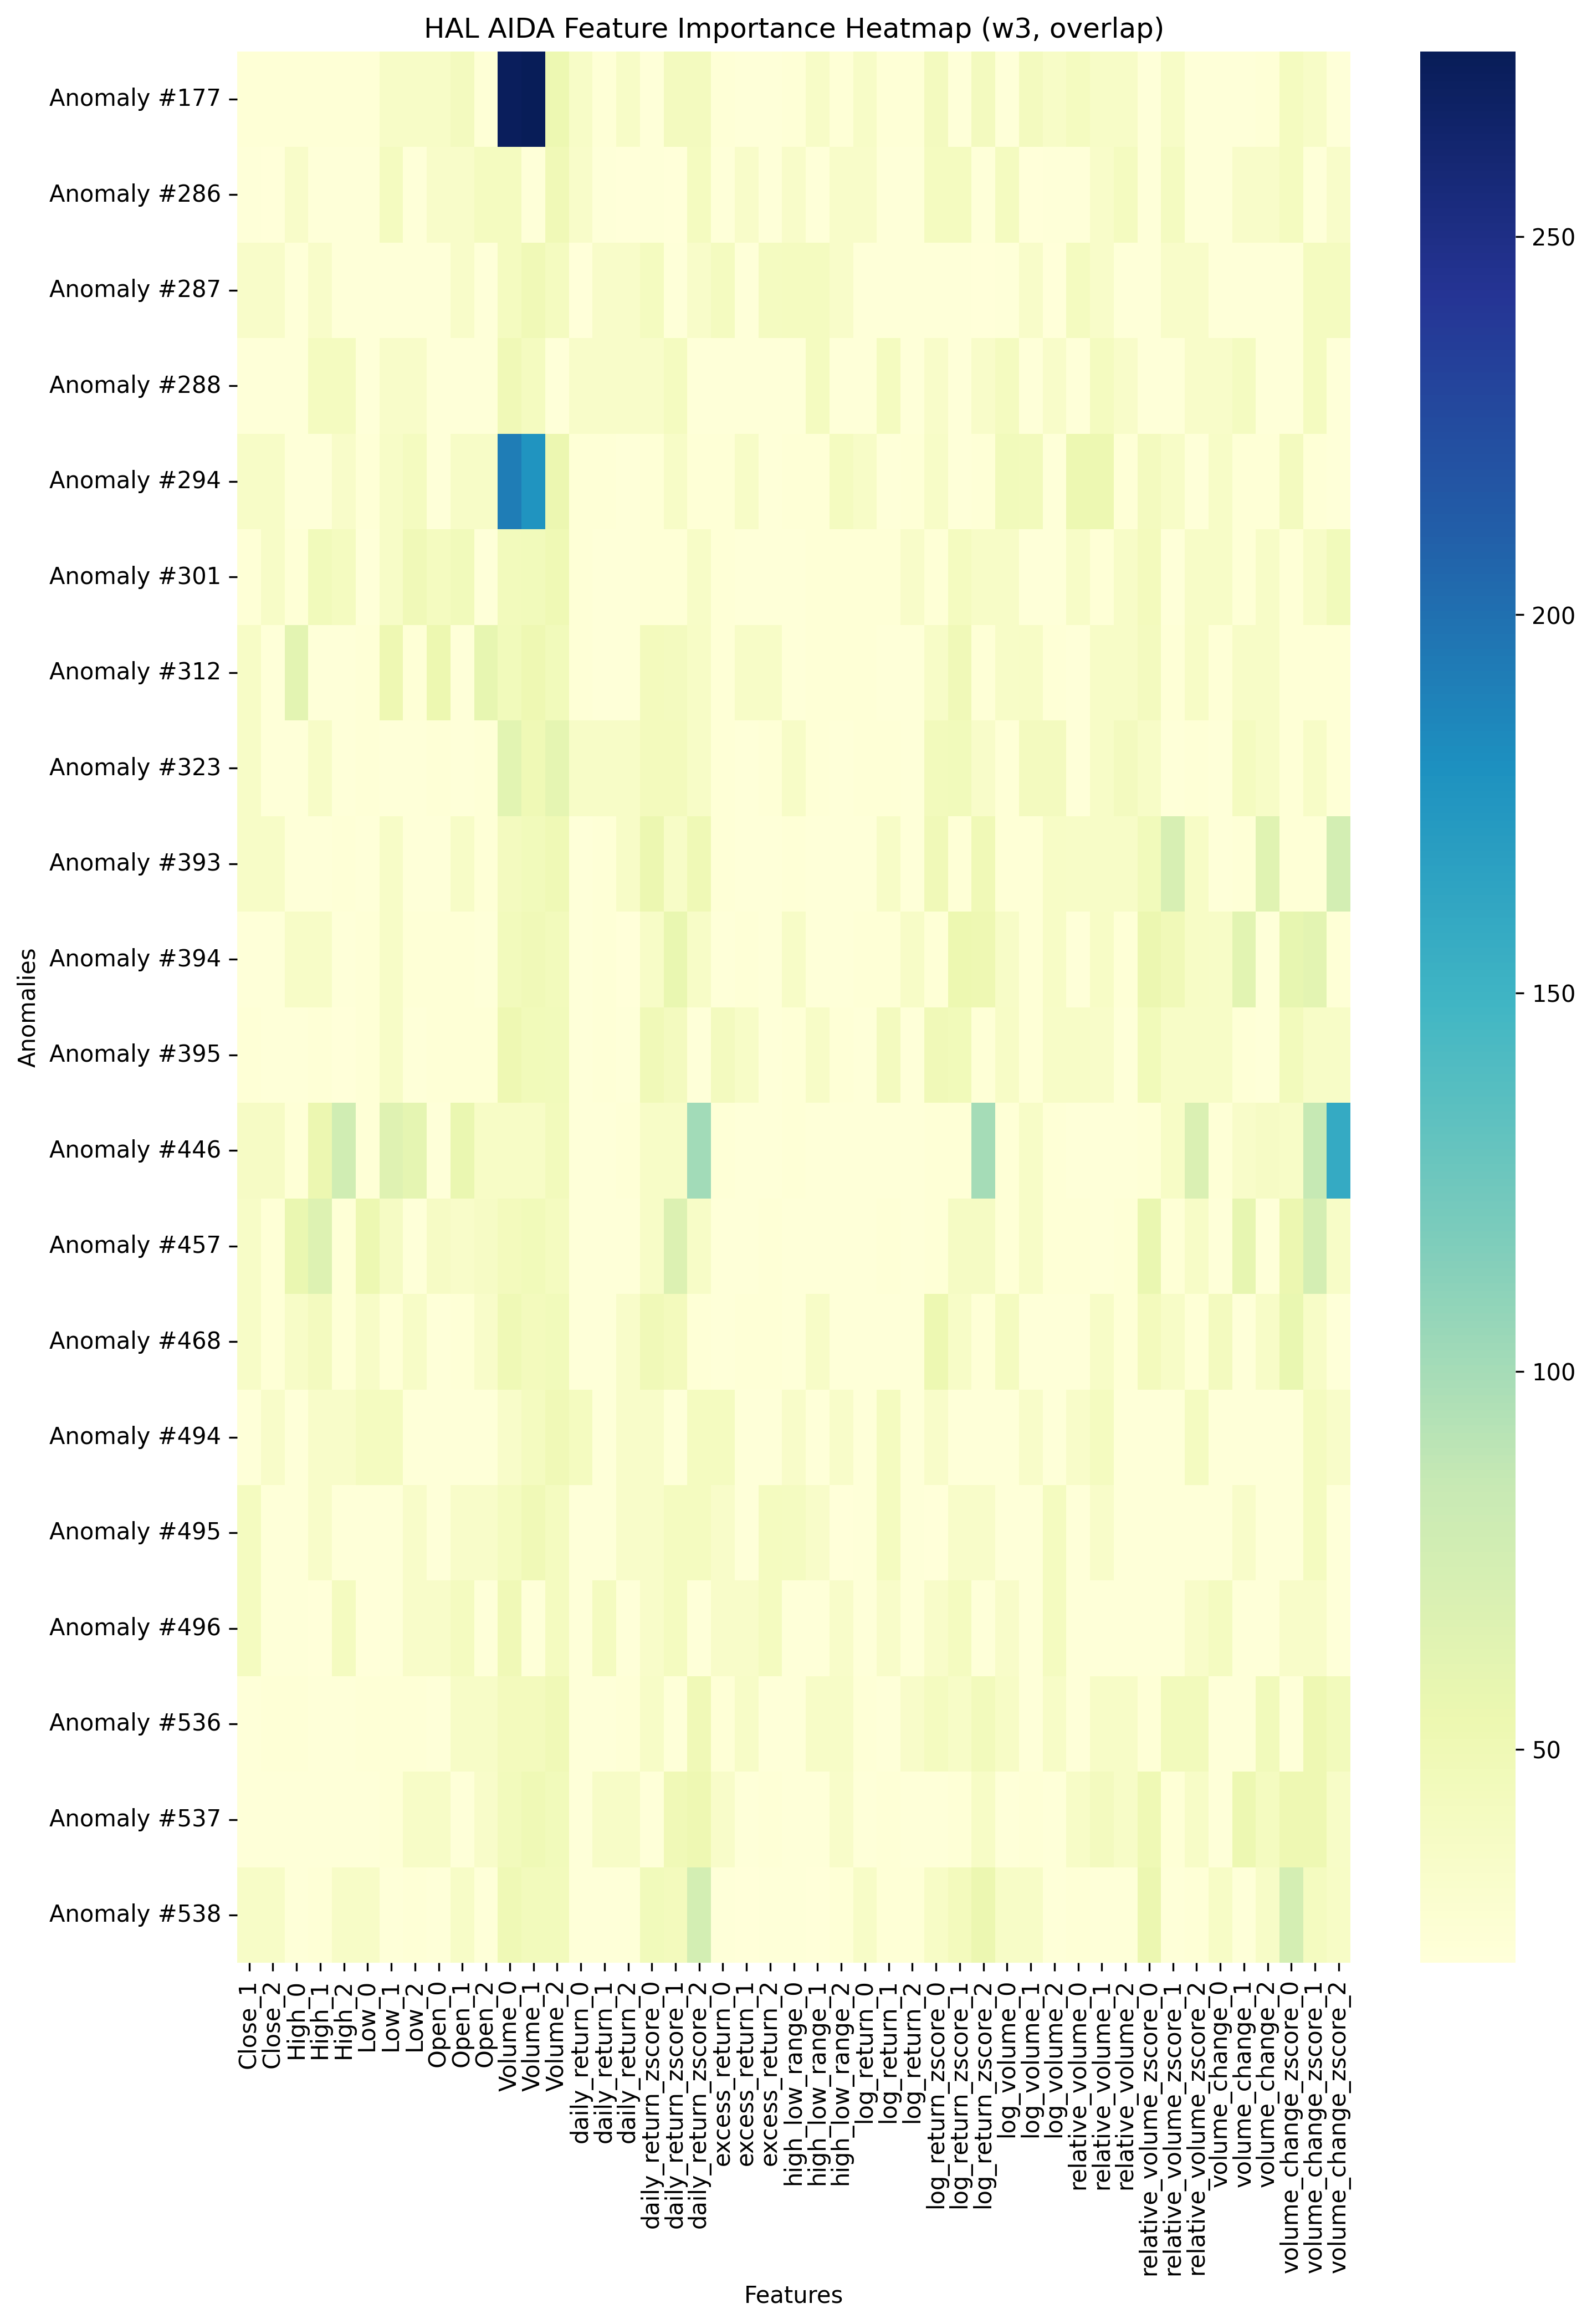 HAL AIDA Feature Importance Heatmap (w3, overlap)
Anomalies
Anomaly #177
Anomaly #286
Anomaly #287
Anomaly #288
Anomaly #294
Anomaly #301
Anomaly #312
Anomaly #323
Anomaly #393
Anomaly #394
Anomaly #395
Anomaly #446
Anomaly #457
Anomaly #468
Anomaly #494
Anomaly #495
Anomaly #496
Anomaly #536
Anomaly #537
Anomaly #538
250
200
150
100
50
Close_1
Close_2
High_0
High_1
High_2
Low_0
Low_1
Low_2
Open_0
Open_1
Open_2
Volume_0
Volume_1
Volume_2
daily_return_0
daily_return_1
daily_return_2
daily_return_zscore_0
daily_return_zscore_1
daily_return_zscore_2
excess_return_0
excess_return_1
excess_return_2
high_low_range_0
high_low_range_1
high_low_range_2
log_return_0
log_return_1
log_return_2
log_return_zscore_0
log_return_zscore_1
log_return_zscore_2
log_volume_0
log_volume_1
log_volume_2
relative_volume_0
relative_volume_1
relative_volume_2
relative_volume_zscore_0
relative_volume_zscore_1
relative_volume_zscore_2
volume_change_0
volume_change_1
volume_change_2
volume_change_zscore_0
volume_change_zscore_1
volume_change_zscore_2
Features